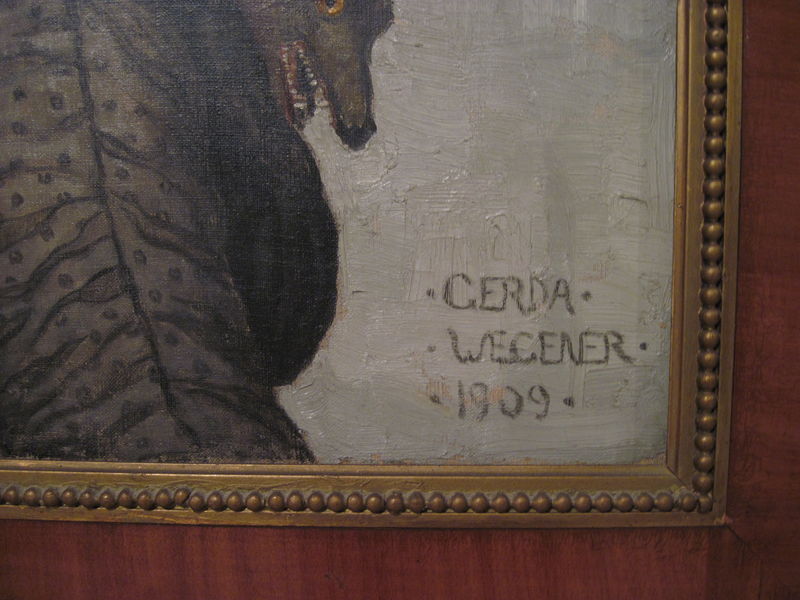 · GERDA ·
· WEGENER ·
· 1909 ·